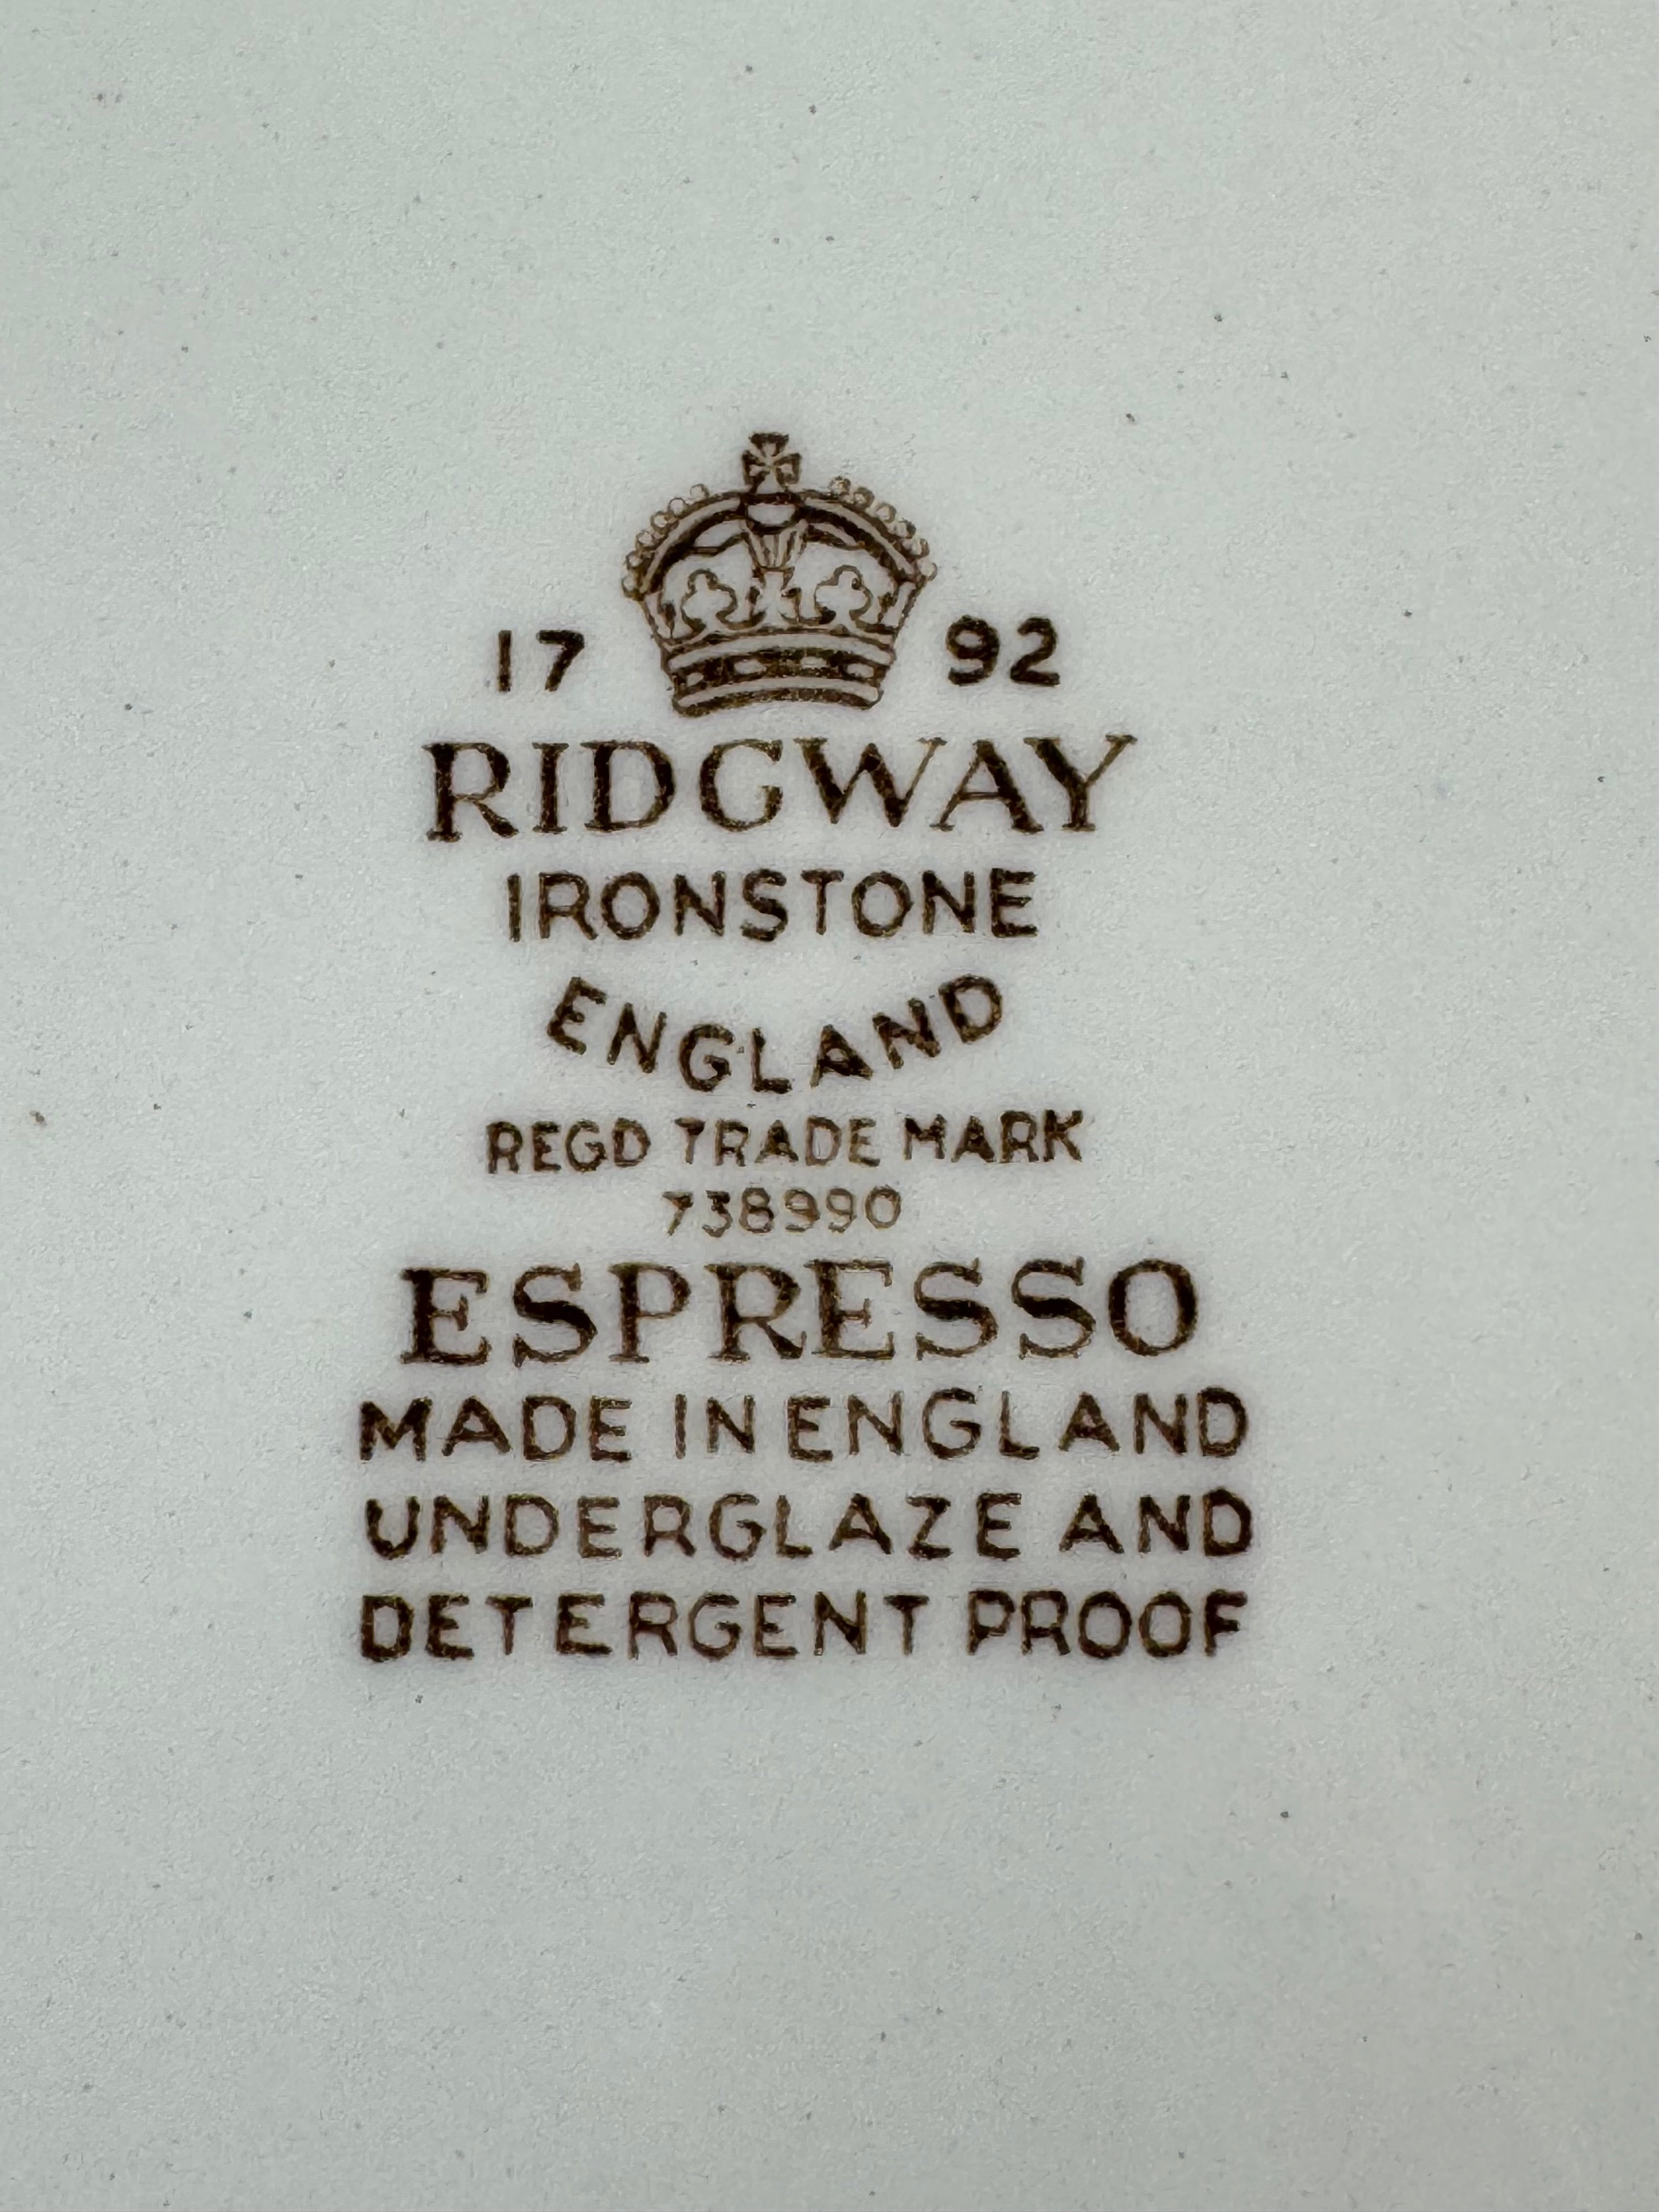 17 92
RIDGWAY
IRONSTONE
ENGLAND
REGD TRADE MARK
738990
ESPRESSO
MADE IN ENGLAND
UNDERGLAZE AND
DETERGENT PROOF